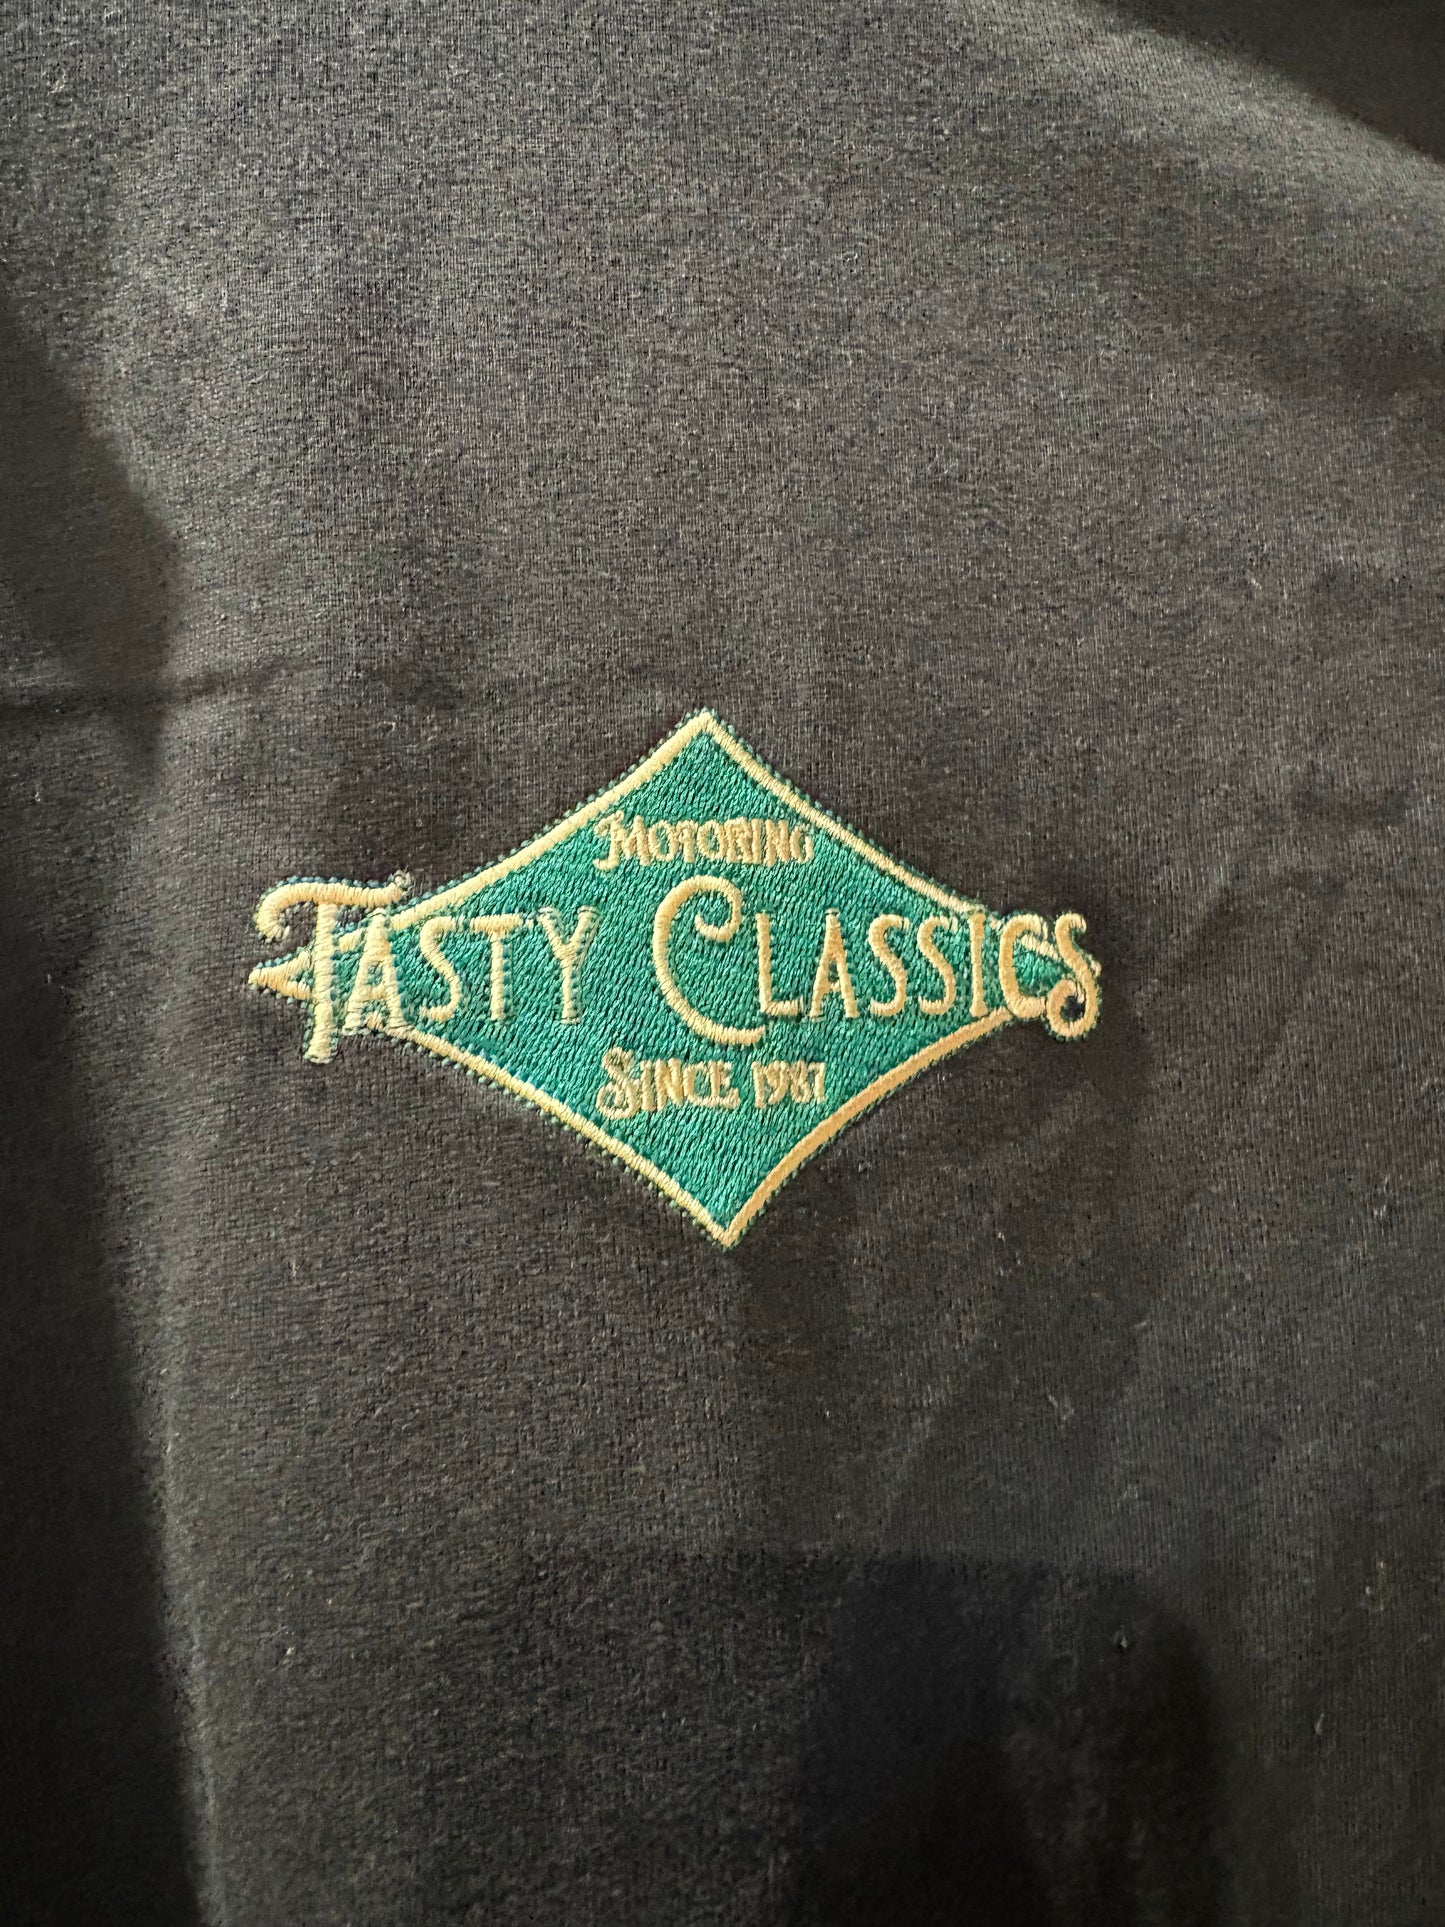 Motoring
Tasty Classics
Since 1987